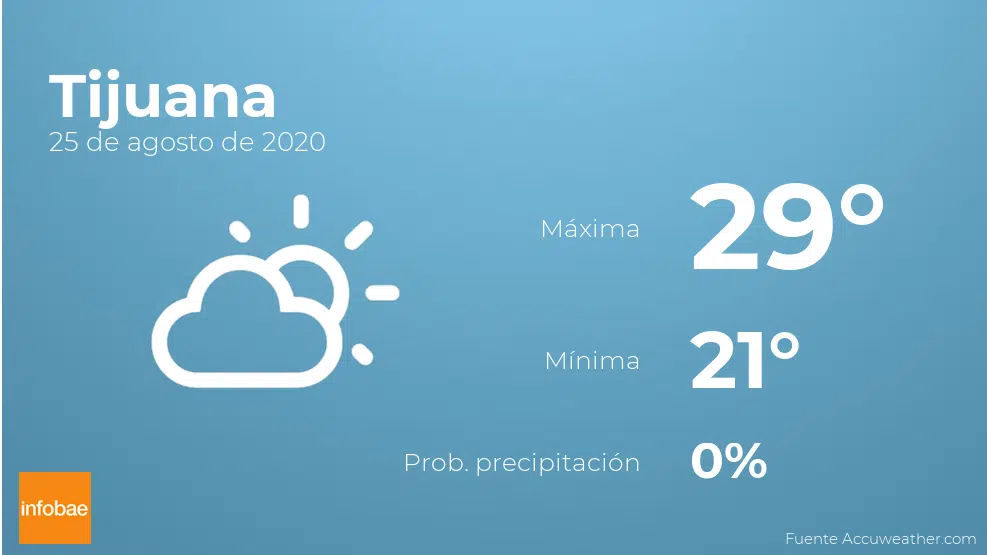 Tijuana
25 de agosto de 2020
Máxima 29°
Mínima 21°
Prob. precipitación 0%
infobae
Fuente Accuweather.com